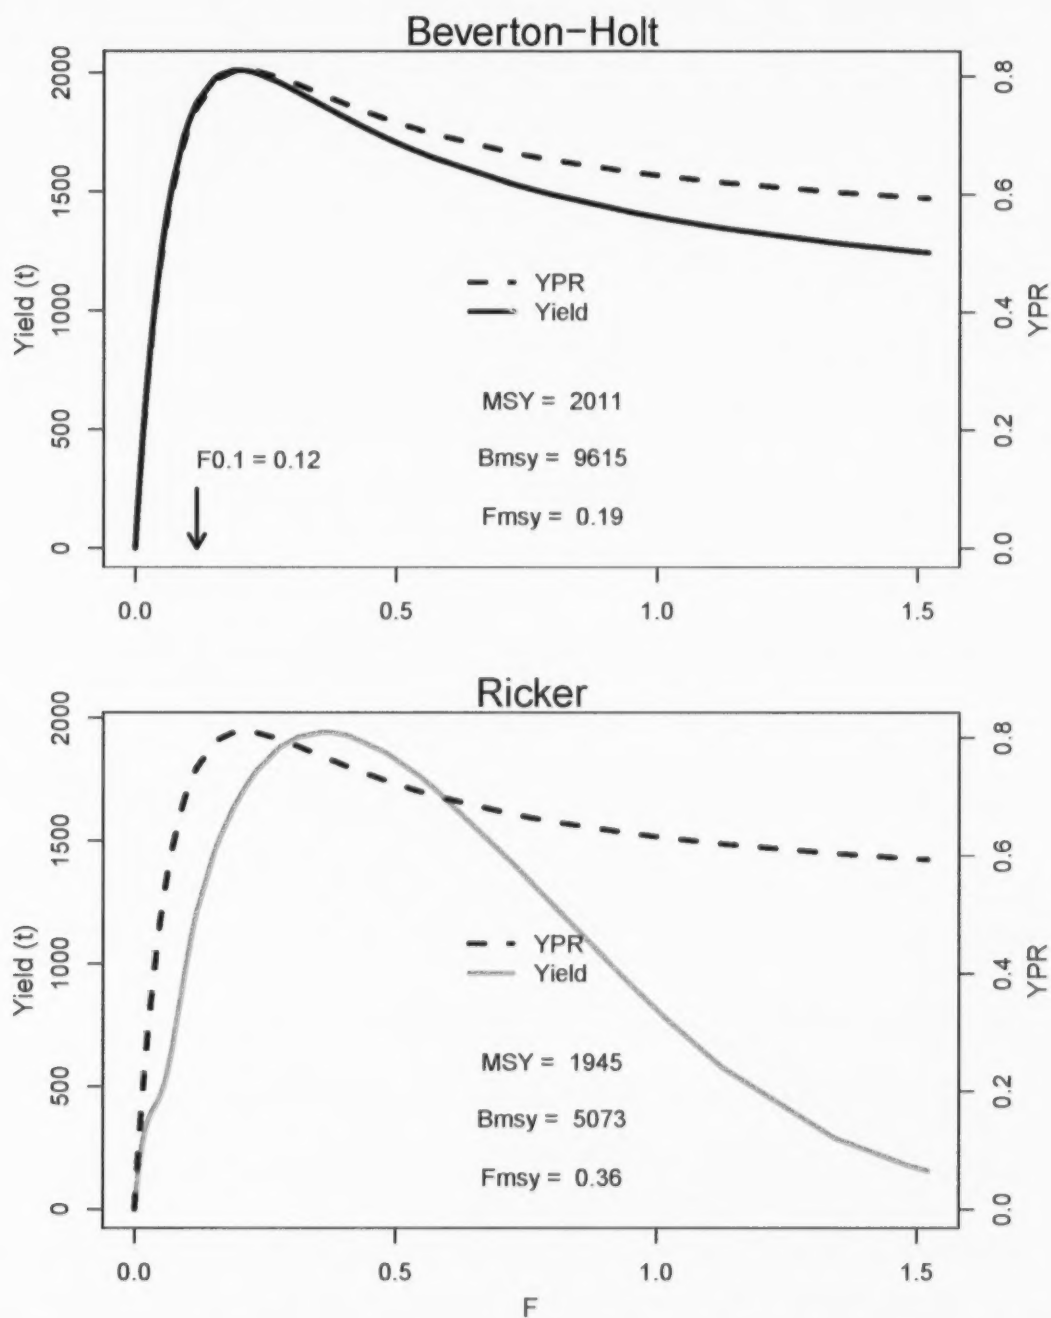 Beverton-Holt
2000
1500
1000
500
0
Yield (t)
0.8
0.6
0.4
0.2
0.0
YPR
YPR
Yield
MSY = 2011
Bmsy = 9615
Fmsy = 0.19
F0.1 = 0.12
0.0 0.5 1.0 1.5
Ricker
2000
1500
1000
500
0
Yield (t)
0.8
0.6
0.4
0.2
0.0
YPR
YPR
Yield
MSY = 1945
Bmsy = 5073
Fmsy = 0.36
0.0 0.5 1.0 1.5
F